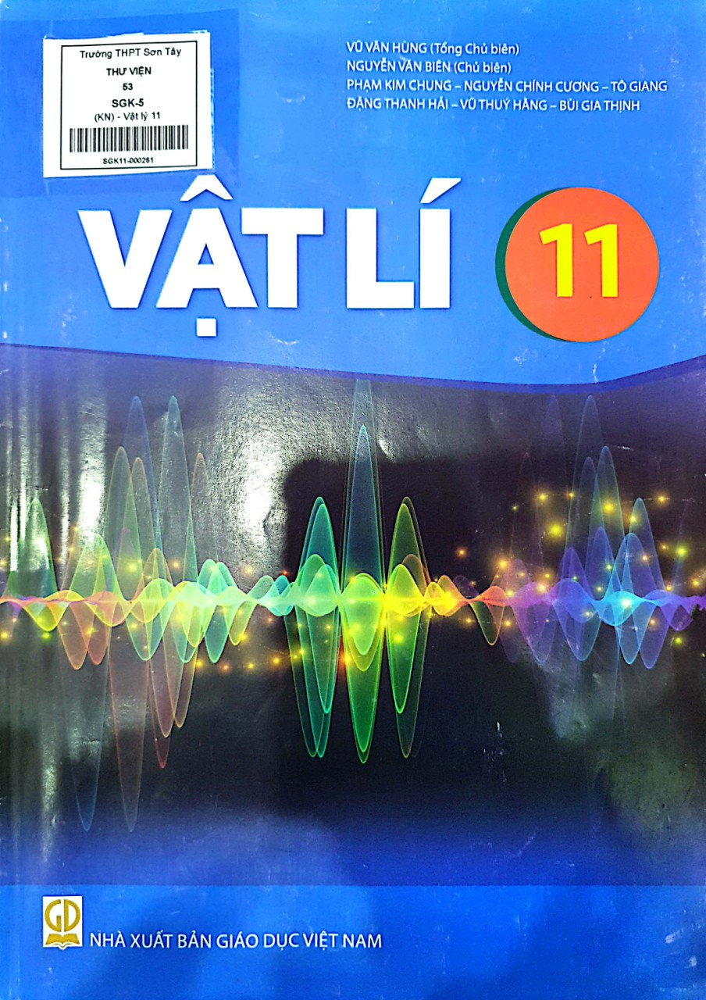 Trường THPT Sơn Tây
THƯ VIỆN
53
SGK-5
(KN) - Vật lý 11
SGK11-000261
VŨ VĂN HÙNG (Tổng Chủ biên)
NGUYỄN VĂN BIÊN (Chủ biên)
PHẠM KIM CHUNG – NGUYỄN CHÍNH CƯƠNG – TÔ GIANG
ĐẶNG THANH HẢI – VŨ THUÝ HẰNG – BÙI GIA THỊNH
VẬT LÍ 11
GD
NHÀ XUẤT BẢN GIÁO DỤC VIỆT NAM